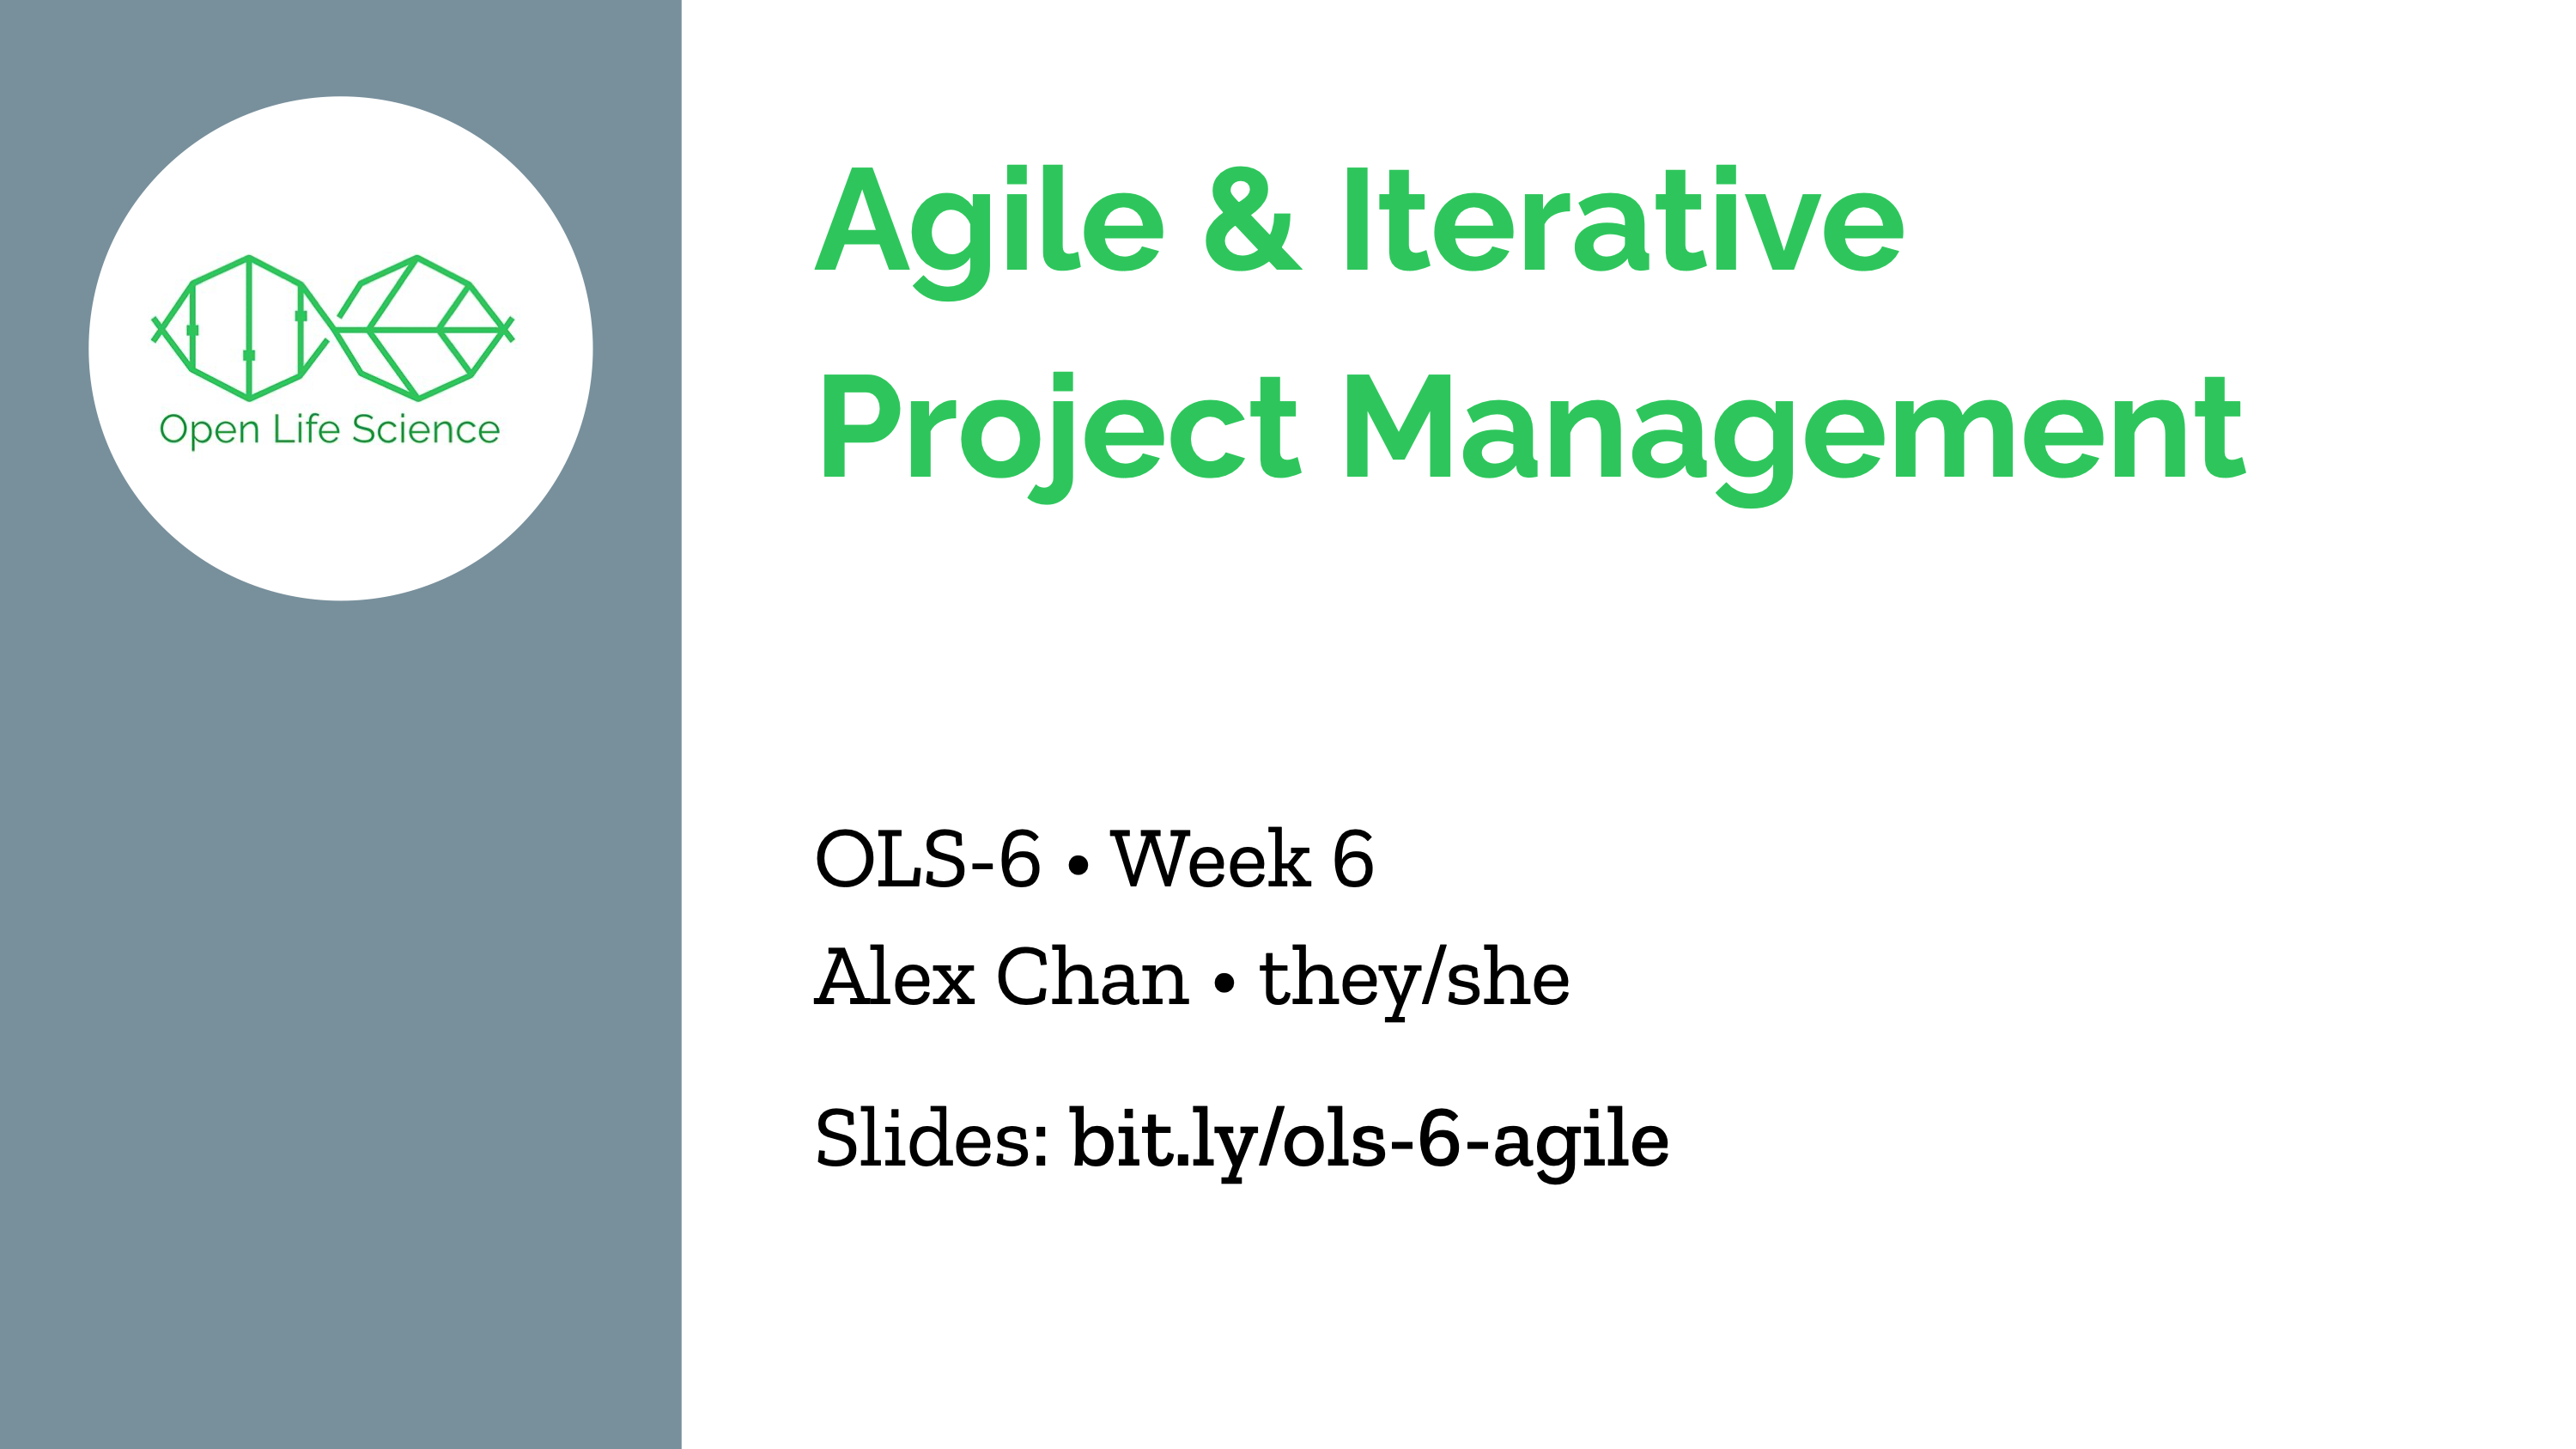 Open Life Science
Agile & Iterative
Project Management
OLS-6 • Week 6
Alex Chan • they/she
Slides: bit.ly/ols-6-agile